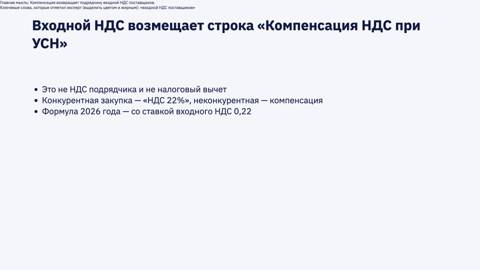 Главная мысль: Компенсация возвращает подрядчику входной НДС поставщиков.
Ключевые слова, которые отметил эксперт (выделить цветом и жирным): «входной НДС поставщиков»
Входной НДС возмещает строка «Компенсация НДС при
УСН»
• Это не НДС подрядчика и не налоговый вычет
• Конкурентная закупка — «НДС 22%», неконкурентная — компенсация
• Формула 2026 года — со ставкой входного НДС 0,22